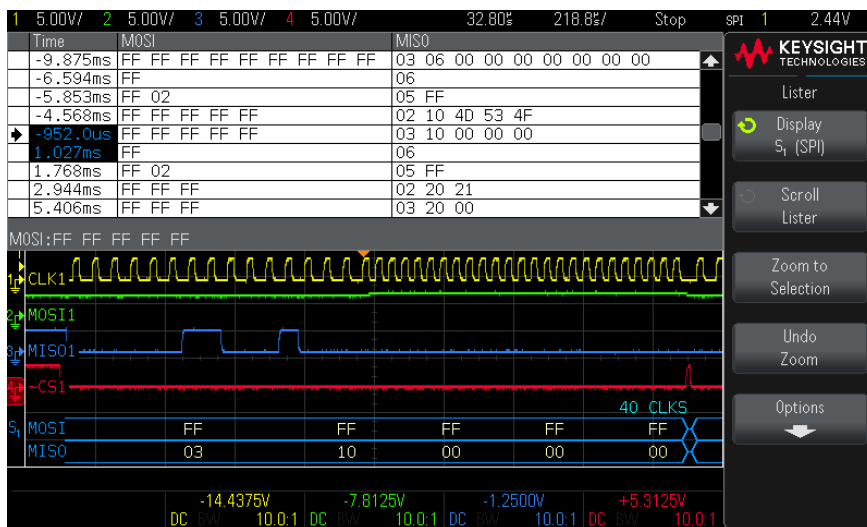 1 5.00V/ 2 5.00V/ 3 5.00V/ 4 5.00V/ 32.80s 218.8s/ Stop SPI 1 2.44V
Time MOSI MISO
-9.875ms FF FF FF FF FF FF FF FF FF FF 03 06 00 00 00 00 00 00 00 00
-6.594ms FF 06
-5.853ms FF 02 05 FF
-4.568ms FF FF FF FF FF 02 10 4D 53 4F
-952.0us FF FF FF FF FF 03 10 00 00 00
1.027ms FF 06
1.768ms FF 02 05 FF
2.944ms FF FF FF 02 20 21
5.406ms FF FF FF 03 20 00
MOSI:FF FF FF FF FF
CLK1
MOSI1
MISO1
~CS1
40 CLKS
S1 MOSI FF FF FF FF FF
MISO 03 10 00 00 00
-14.4375V -7.8125V -1.2500V +5.3125V
DC BW 10.0:1 DC BW 10.0:1 DC BW 10.0:1 DC BW 10.0:1
KEYSIGHT
TECHNOLOGIES
Lister
Display
S1 (SPI)
Scroll
Lister
Zoom to
Selection
Undo
Zoom
Options